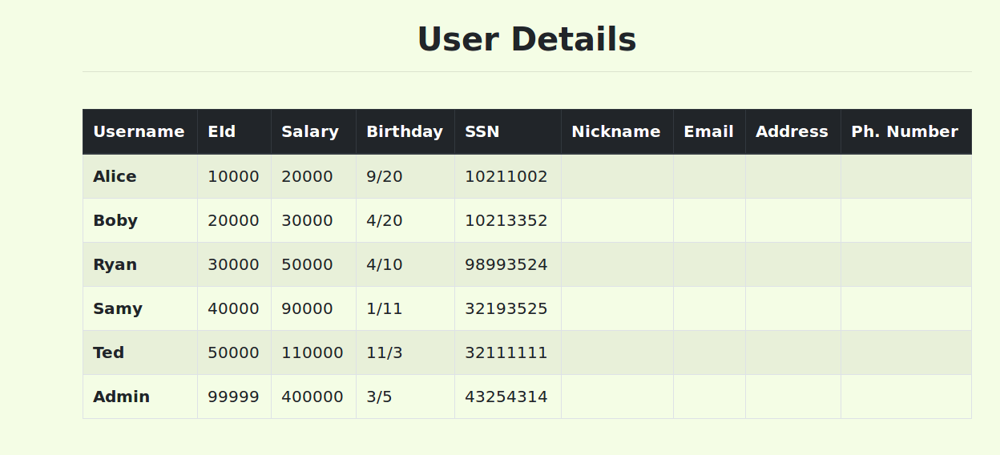 User Details
Username EId Salary Birthday SSN Nickname Email Address Ph. Number
Alice 10000 20000 9/20 10211002
Boby 20000 30000 4/20 10213352
Ryan 30000 50000 4/10 98993524
Samy 40000 90000 1/11 32193525
Ted 50000 110000 11/3 32111111
Admin 99999 400000 3/5 43254314